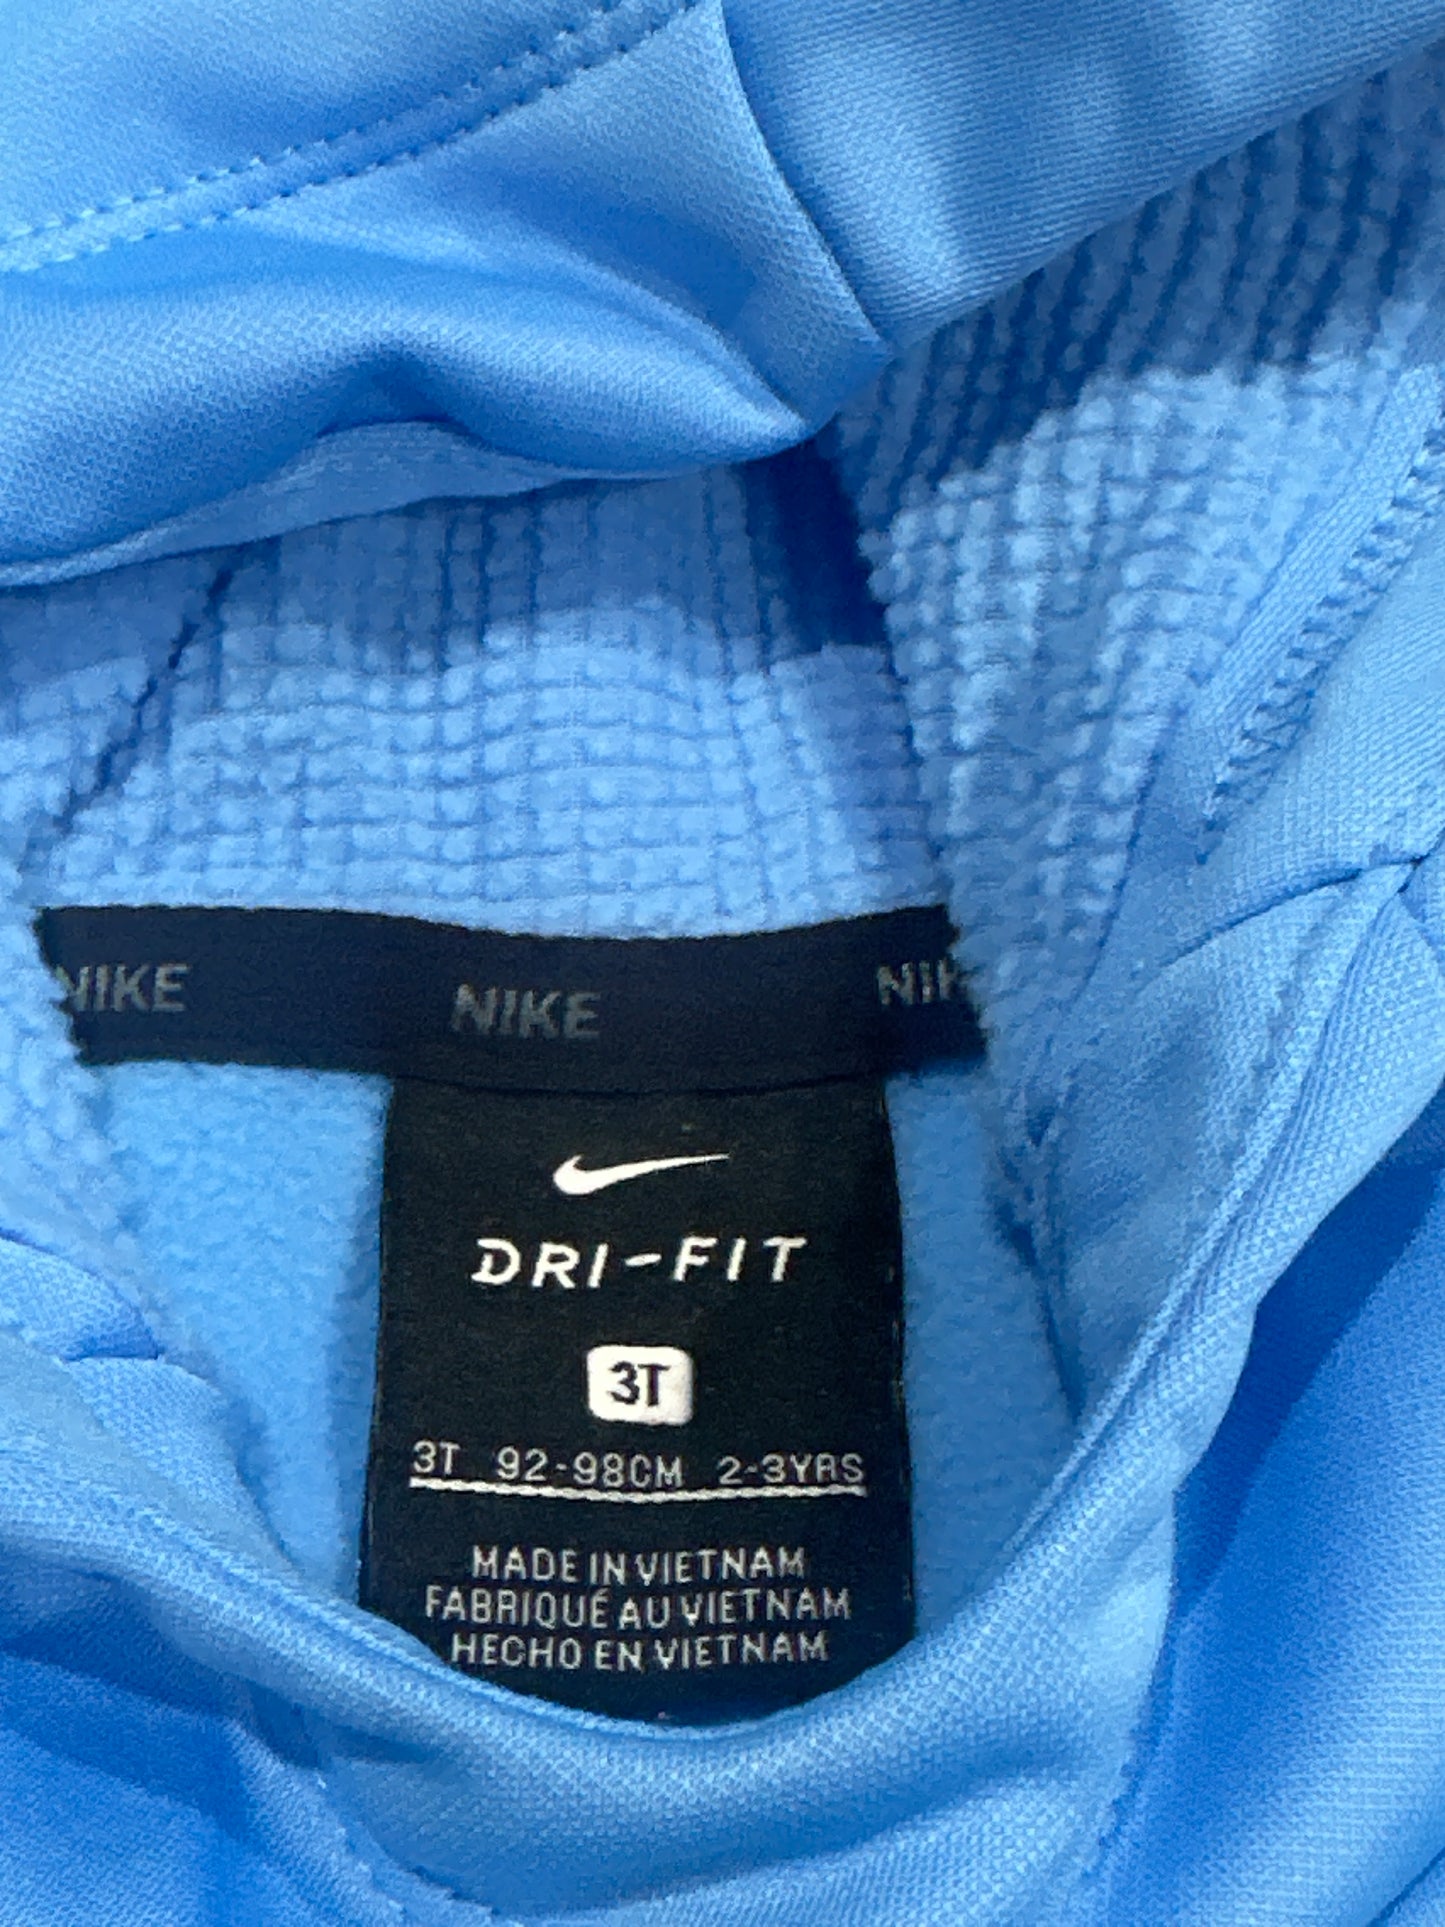 NIKE NIKE NIK
DRI-FIT
3T
3T 92-98CM 2-3YRS
MADE IN VIETNAM
FABRIQUÉ AU VIETNAM
HECHO EN VIETNAM